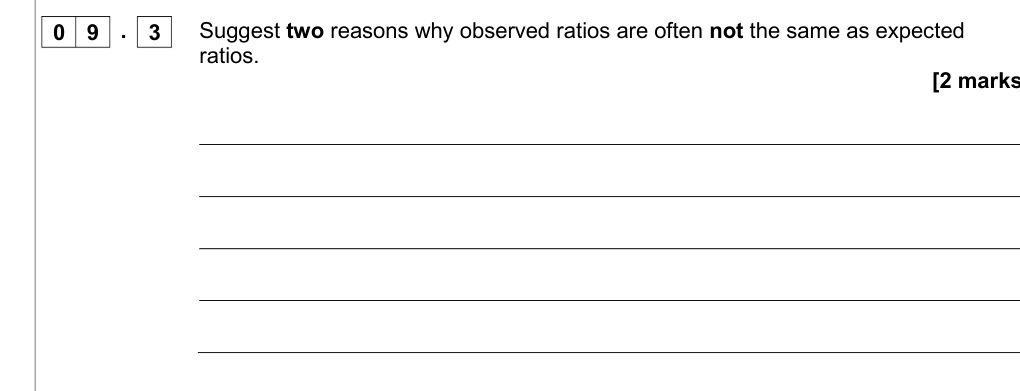 0 9 . 3 Suggest two reasons why observed ratios are often not the same as expected
ratios.
[2 marks